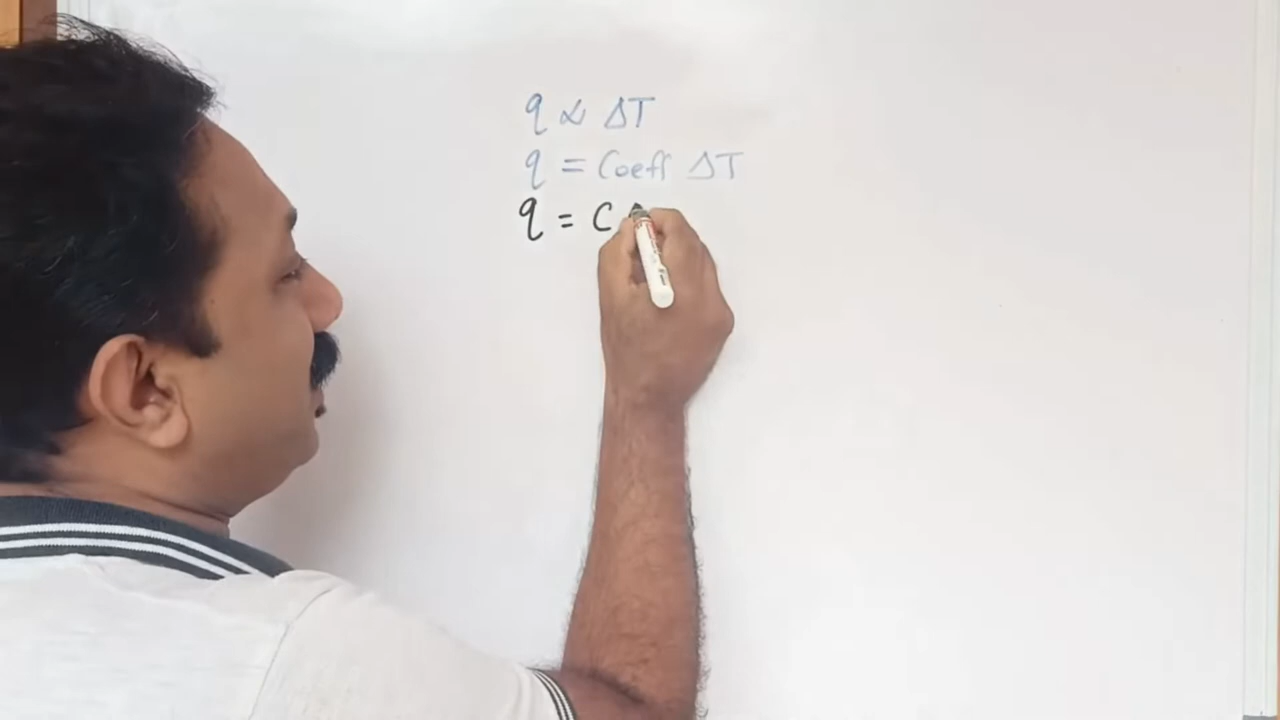 q ∝ ΔT
q = Coeff ΔT
q = C